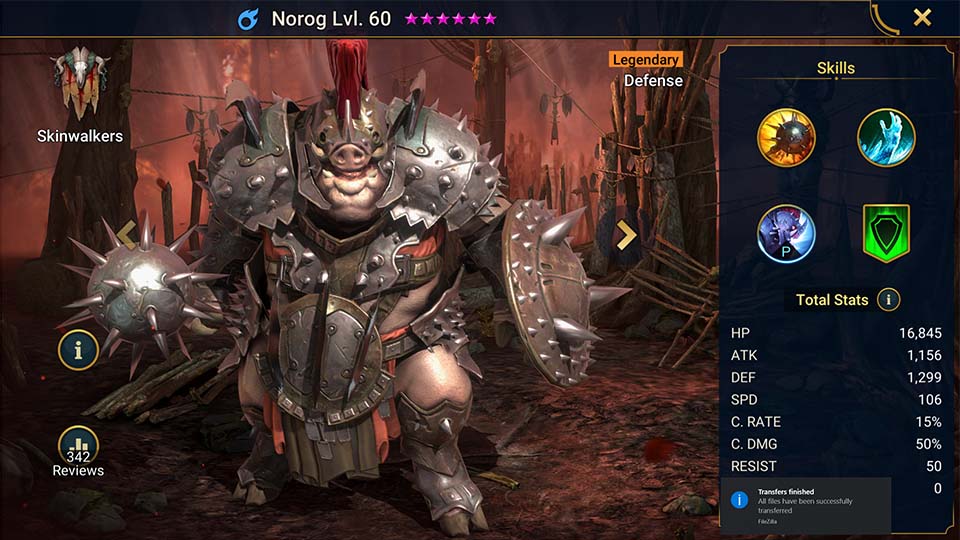 Norog Lvl. 60
Skinwalkers
Legendary
Defense
342
Reviews
Skills
P
Total Stats
HP 16,845
ATK 1,156
DEF 1,299
SPD 106
C. RATE 15%
C. DMG 50%
RESIST 50
0
Transfers finished
All files have been successfully
transferred
FileZilla